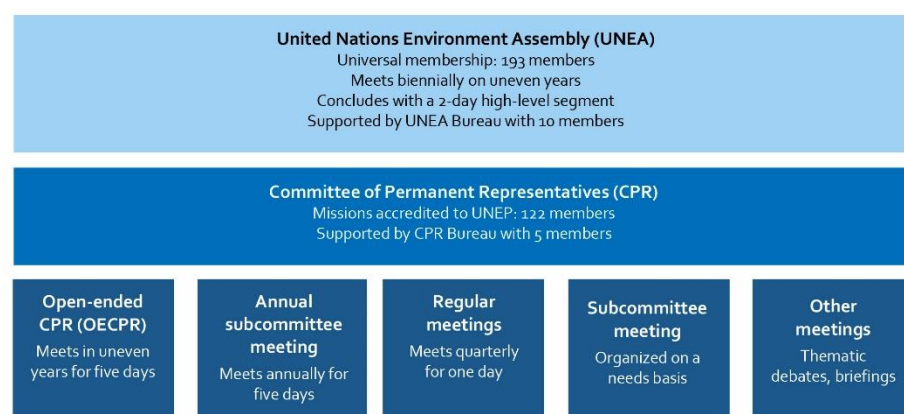 United Nations Environment Assembly (UNEA)
Universal membership: 193 members
Meets biennially on uneven years
Concludes with a 2-day high-level segment
Supported by UNEA Bureau with 10 members
Committee of Permanent Representatives (CPR)
Missions accredited to UNEP: 122 members
Supported by CPR Bureau with 5 members
Open-ended
CPR (OECPR)
Meets in uneven
years for five days
Annual
subcommittee
meeting
Meets annually for
five days
Regular
meetings
Meets quarterly
for one day
Subcommittee
meeting
Organized on a
needs basis
Other
meetings
Thematic
debates, briefings